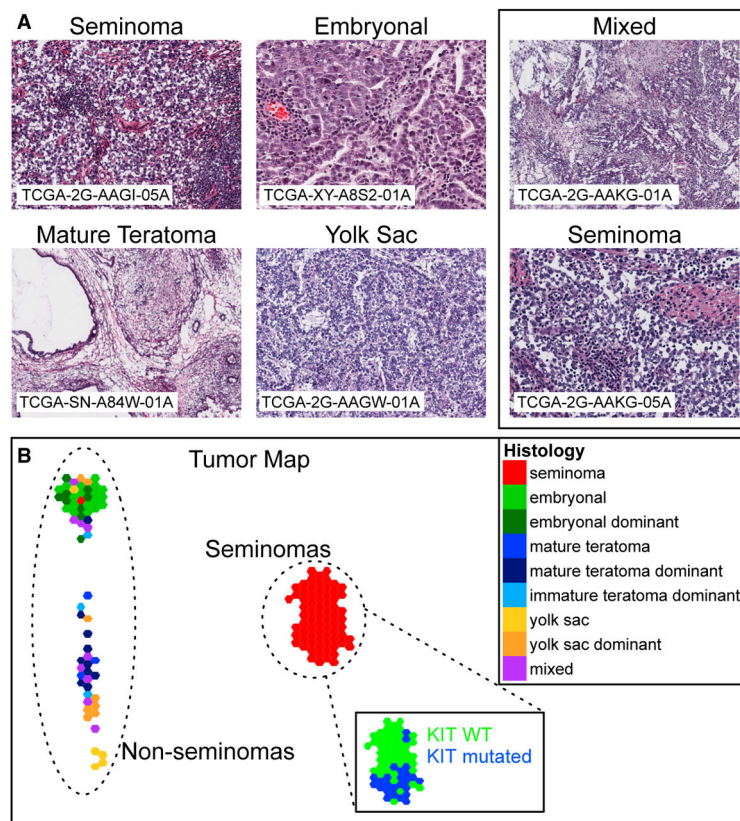 A
Seminoma
Embryonal
Mixed
TCGA-2G-AAGI-05A
TCGA-XY-A8S2-01A
TCGA-2G-AAKG-01A
Mature Teratoma
Yolk Sac
Seminoma
TCGA-SN-A84W-01A
TCGA-2G-AAGW-01A
TCGA-2G-AAKG-05A
B
Tumor Map
Seminomas
Non-seminomas
KIT WT
KIT mutated
Histology
seminoma
embryonal
embryonal dominant
mature teratoma
mature teratoma dominant
immature teratoma dominant
yolk sac
yolk sac dominant
mixed